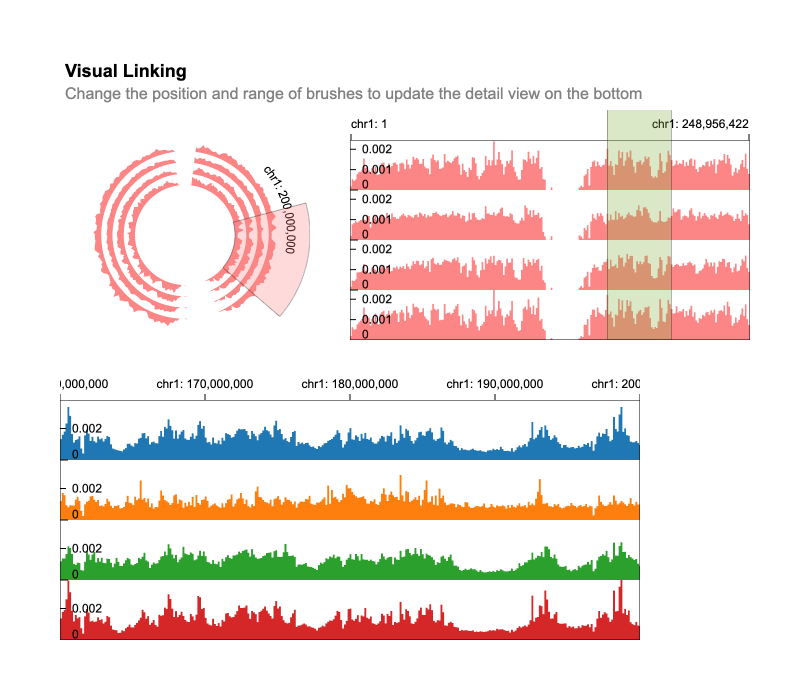 Visual Linking
Change the position and range of brushes to update the detail view on the bottom
chr1: 200,000,000
chr1: 1
chr1: 248,956,422
0.002
0.001
0
0.002
0.001
0
0.002
0.001
0
0.002
0.001
0
0,000,000
chr1: 170,000,000
chr1: 180,000,000
chr1: 190,000,000
chr1: 200
0.002
0
0.002
0
0.002
0
0.002
0